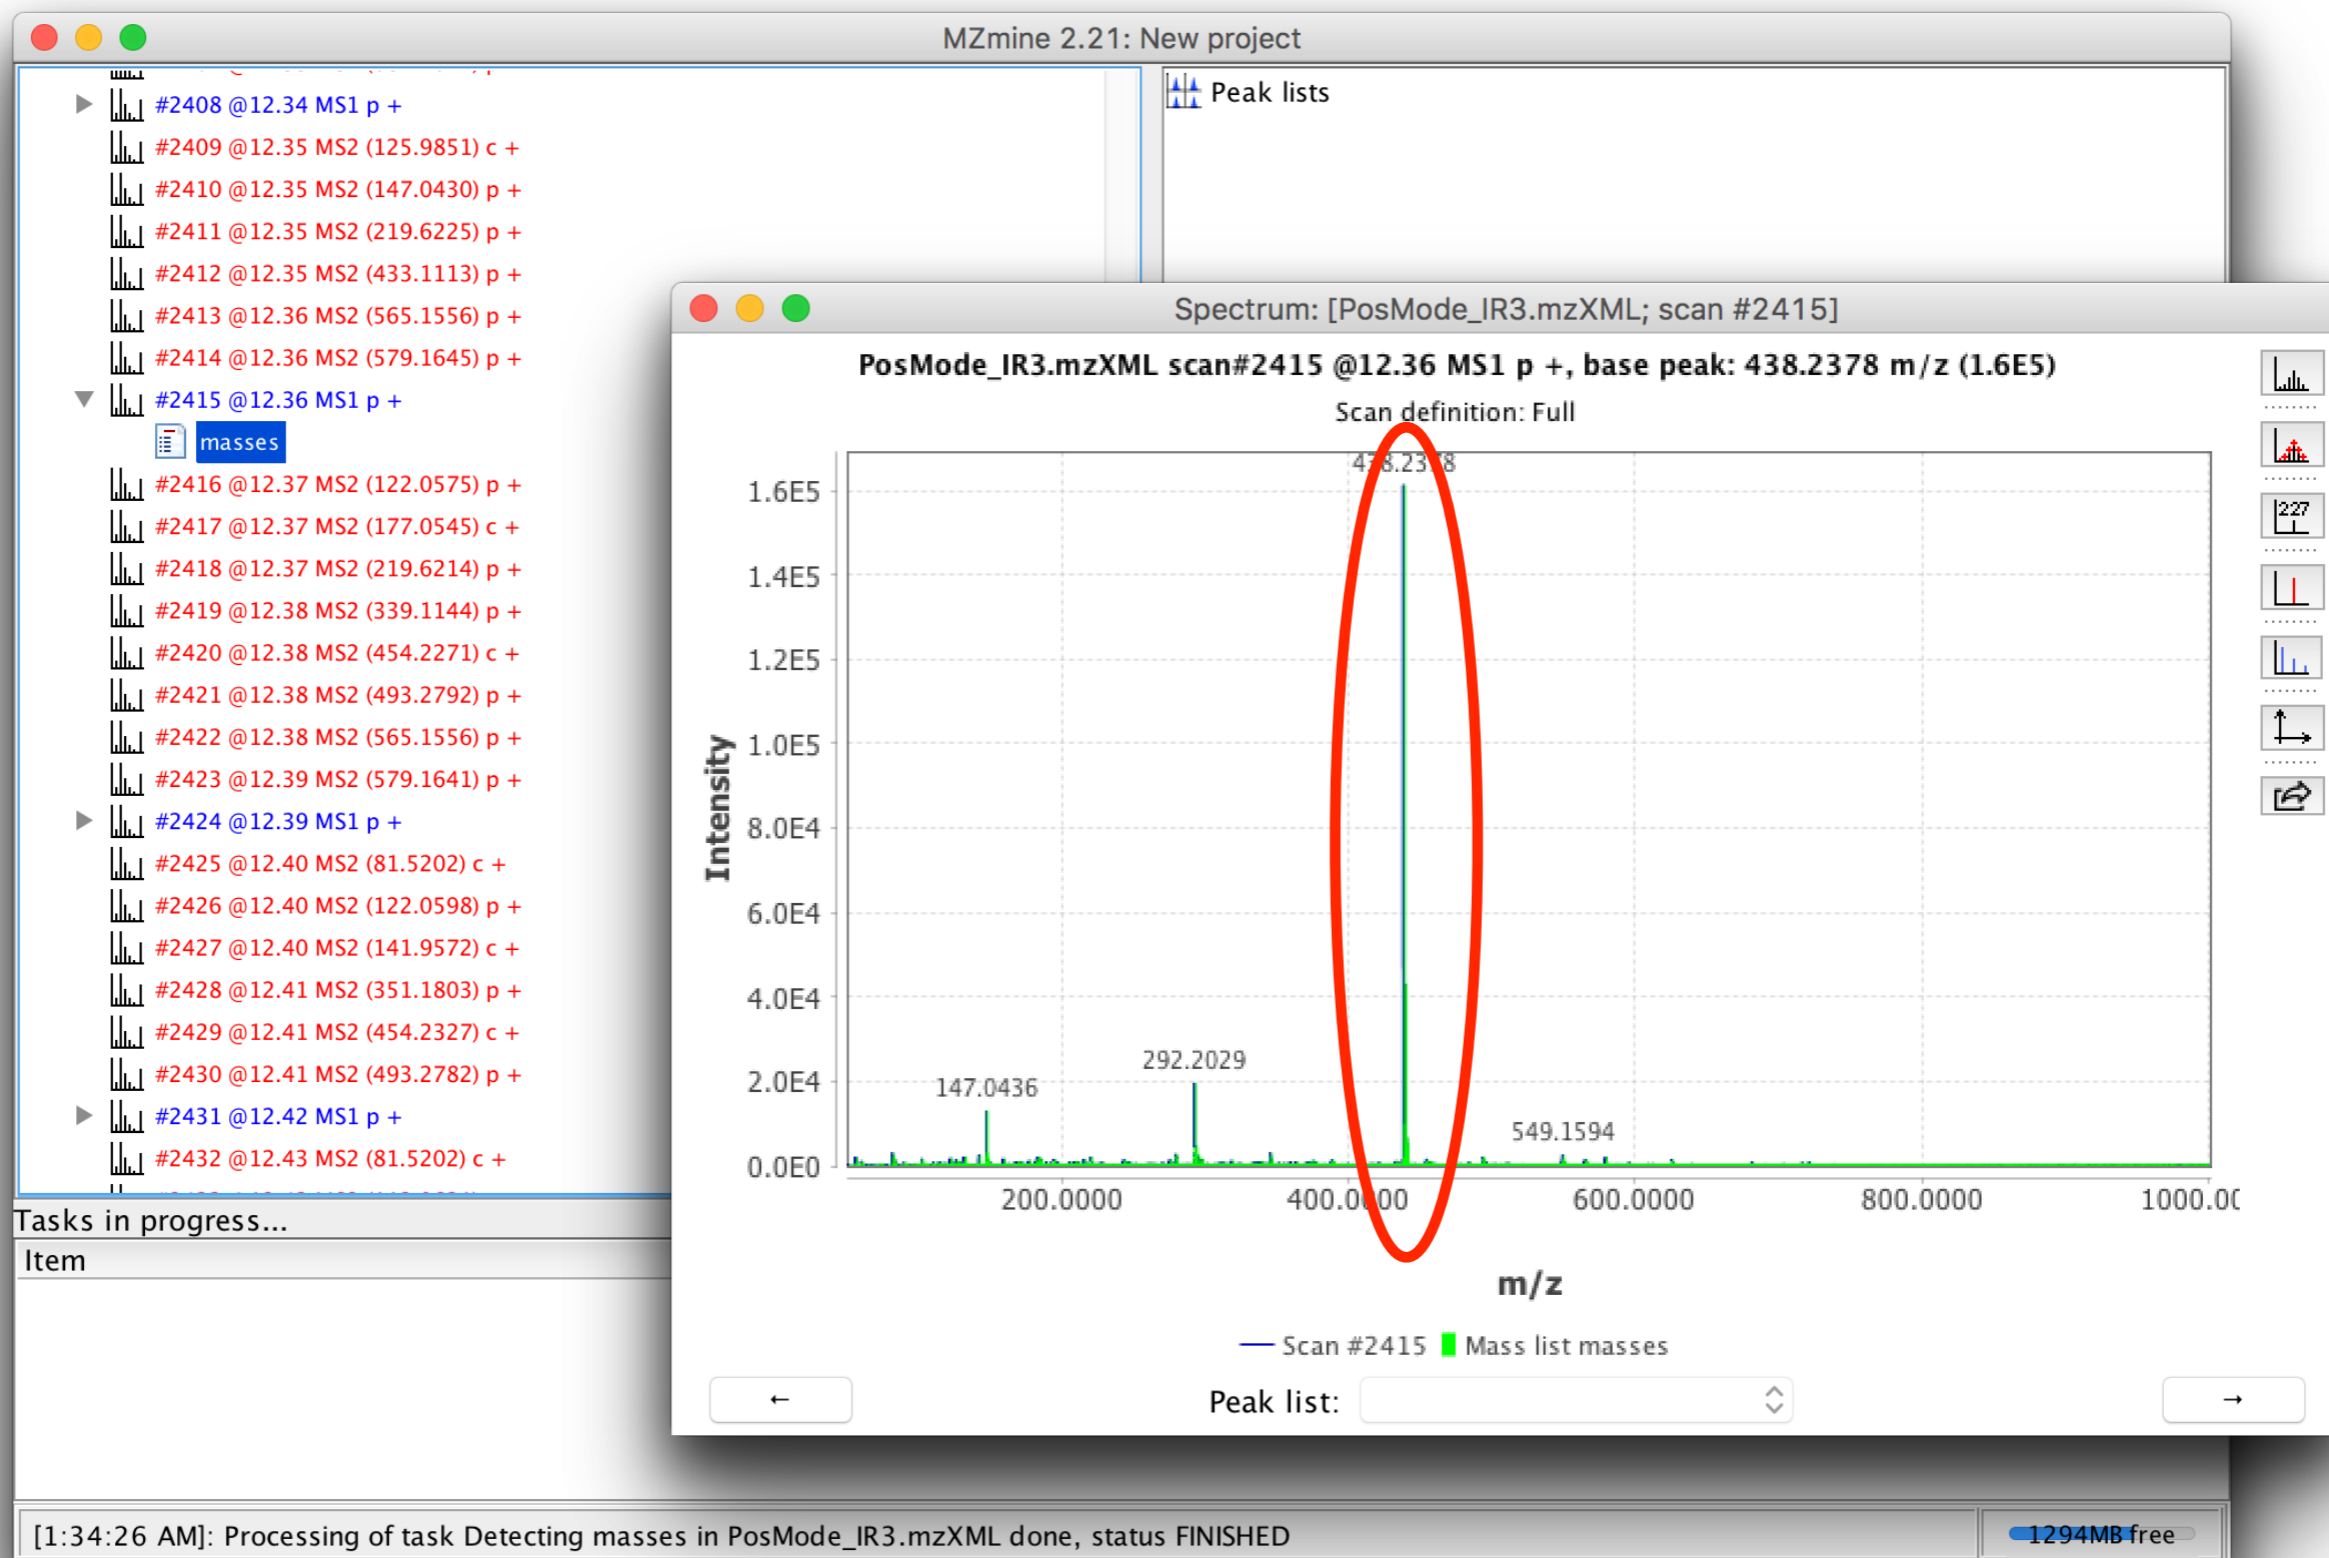 MZmine 2.21: New project
#2408 @12.34 MS1 p +
#2409 @12.35 MS2 (125.9851) c +
#2410 @12.35 MS2 (147.0430) p +
#2411 @12.35 MS2 (219.6225) p +
#2412 @12.35 MS2 (433.1113) p +
#2413 @12.36 MS2 (565.1556) p +
#2414 @12.36 MS2 (579.1645) p +
#2415 @12.36 MS1 p +
masses
#2416 @12.37 MS2 (122.0575) p +
#2417 @12.37 MS2 (177.0545) c +
#2418 @12.37 MS2 (219.6214) p +
#2419 @12.38 MS2 (339.1144) p +
#2420 @12.38 MS2 (454.2271) c +
#2421 @12.38 MS2 (493.2792) p +
#2422 @12.38 MS2 (565.1556) p +
#2423 @12.39 MS2 (579.1641) p +
#2424 @12.39 MS1 p +
#2425 @12.40 MS2 (81.5202) c +
#2426 @12.40 MS2 (122.0598) p +
#2427 @12.40 MS2 (141.9572) c +
#2428 @12.41 MS2 (351.1803) p +
#2429 @12.41 MS2 (454.2327) c +
#2430 @12.41 MS2 (493.2782) p +
#2431 @12.42 MS1 p +
#2432 @12.43 MS2 (81.5202) c +
Peak lists
Spectrum: [PosMode_IR3.mzXML; scan #2415]
PosMode_IR3.mzXML scan#2415 @12.36 MS1 p +, base peak: 438.2378 m/z (1.6E5)
Scan definition: Full
438.2378
1.6E5
1.4E5
1.2E5
1.0E5
8.0E4
6.0E4
4.0E4
2.0E4
0.0E0
Intensity
147.0436
292.2029
549.1594
200.0000
400.0000
600.0000
800.0000
1000.00
m/z
Scan #2415
Mass list masses
←
Peak list:
→
227
Tasks in progress...
Item
[1:34:26 AM]: Processing of task Detecting masses in PosMode_IR3.mzXML done, status FINISHED
1294MB free